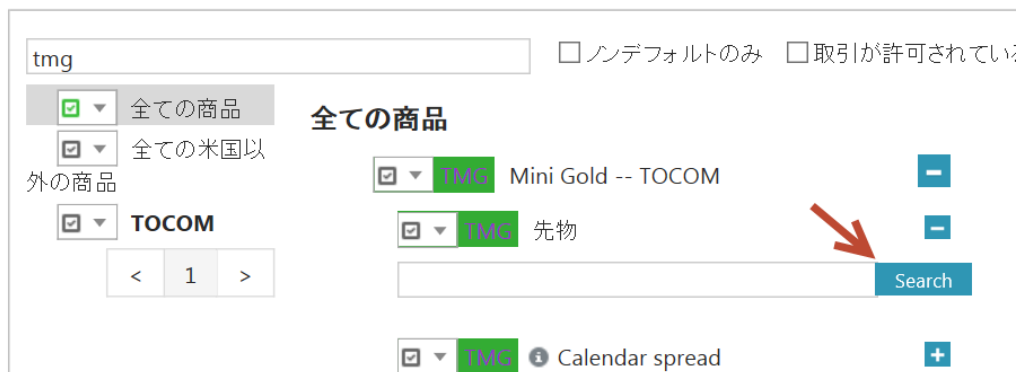 tmg
ノンデフォルトのみ 取引が許可されてい
全ての商品
全ての米国以
外の商品
TOCOM
< 1 >
全ての商品
TMG Mini Gold -- TOCOM
TMG 先物
Search
TMG Calendar spread